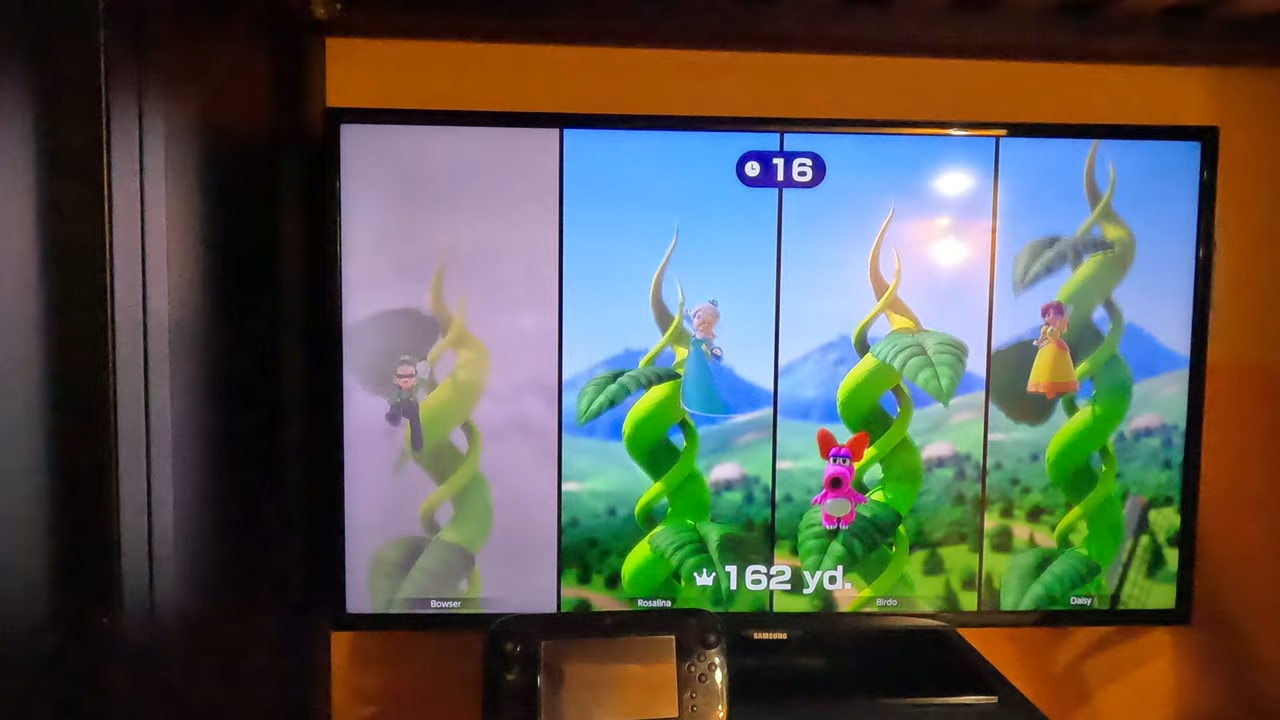 16
162 yd.
Bowser
Rosalina
Birdo
Daisy
SAMSUNG